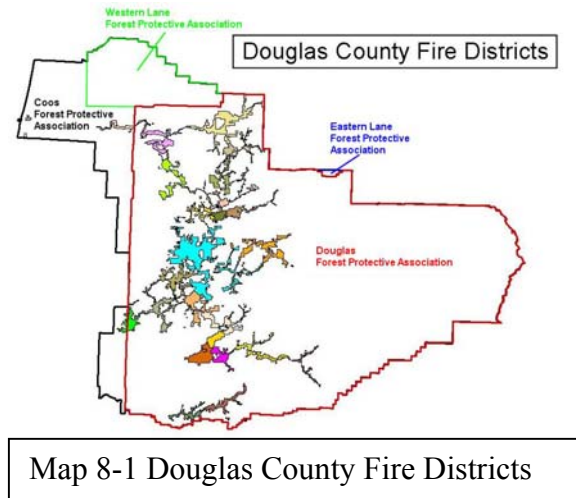 Western Lane
Forest Protective Association
Douglas County Fire Districts
Coos
Forest Protective
Association
Eastern Lane
Forest Protective
Association
Douglas
Forest Protective Association
Map 8-1 Douglas County Fire Districts